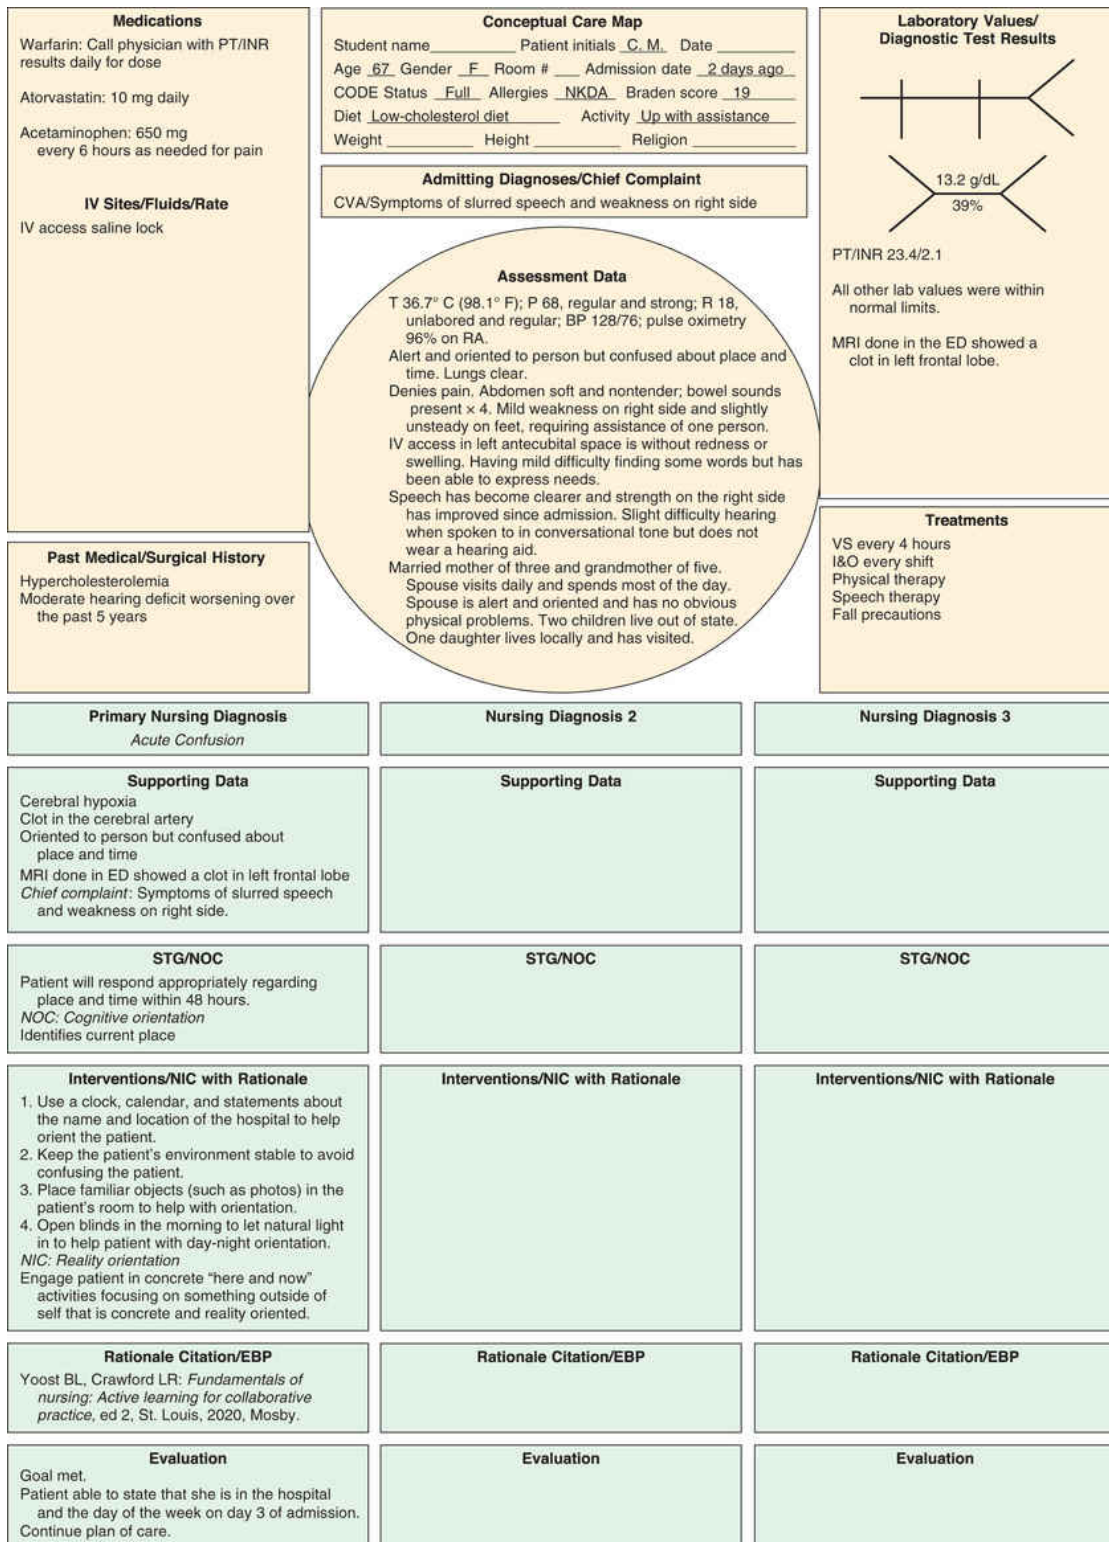 Medications
Warfarin: Call physician with PT/INR
results daily for dose
Atorvastatin: 10 mg daily
Acetaminophen: 650 mg
every 6 hours as needed for pain
IV Sites/Fluids/Rate
IV access saline lock
Past Medical/Surgical History
Hypercholesterolemia
Moderate hearing deficit worsening over
the past 5 years
Conceptual Care Map
Student name Patient initials C. M. Date
Age 67 Gender F Room # Admission date 2 days ago
CODE Status Full Allergies NKDA Braden score 19
Diet Low-cholesterol diet Activity Up with assistance
Weight Height Religion
Admitting Diagnoses/Chief Complaint
CVA/Symptoms of slurred speech and weakness on right side
Assessment Data
T 36.7° C (98.1° F); P 68, regular and strong; R 18,
unlabored and regular; BP 128/76; pulse oximetry
96% on RA.
Alert and oriented to person but confused about place and
time. Lungs clear.
Denies pain. Abdomen soft and nontender; bowel sounds
present × 4. Mild weakness on right side and slightly
unsteady on feet, requiring assistance of one person.
IV access in left antecubital space is without redness or
swelling. Having mild difficulty finding some words but has
been able to express needs.
Speech has become clearer and strength on the right side
has improved since admission. Slight difficulty hearing
when spoken to in conversational tone but does not
wear a hearing aid.
Married mother of three and grandmother of five.
Spouse visits daily and spends most of the day.
Spouse is alert and oriented and has no obvious
physical problems. Two children live out of state.
One daughter lives locally and has visited.
Laboratory Values/
Diagnostic Test Results
13.2 g/dL
39%
PT/INR 23.4/2.1
All other lab values were within
normal limits.
MRI done in the ED showed a
clot in left frontal lobe.
Treatments
VS every 4 hours
I&O every shift
Physical therapy
Speech therapy
Fall precautions
Primary Nursing Diagnosis
Acute Confusion
Nursing Diagnosis 2
Nursing Diagnosis 3
Supporting Data
Cerebral hypoxia
Clot in the cerebral artery
Oriented to person but confused about
place and time
MRI done in ED showed a clot in left frontal lobe
Chief complaint: Symptoms of slurred speech
and weakness on right side.
Supporting Data
Supporting Data
STG/NOC
Patient will respond appropriately regarding
place and time within 48 hours.
NOC: Cognitive orientation
Identifies current place
STG/NOC
STG/NOC
Interventions/NIC with Rationale
1. Use a clock, calendar, and statements about
the name and location of the hospital to help
orient the patient.
2. Keep the patient's environment stable to avoid
confusing the patient.
3. Place familiar objects (such as photos) in the
patient's room to help with orientation.
4. Open blinds in the morning to let natural light
in to help patient with day-night orientation.
NIC: Reality orientation
Engage patient in concrete “here and now”
activities focusing on something outside of
self that is concrete and reality oriented.
Interventions/NIC with Rationale
Interventions/NIC with Rationale
Rationale Citation/EBP
Yoost BL, Crawford LR: Fundamentals of
nursing: Active learning for collaborative
practice, ed 2, St. Louis, 2020, Mosby.
Rationale Citation/EBP
Rationale Citation/EBP
Evaluation
Goal met.
Patient able to state that she is in the hospital
and the day of the week on day 3 of admission.
Continue plan of care.
Evaluation
Evaluation